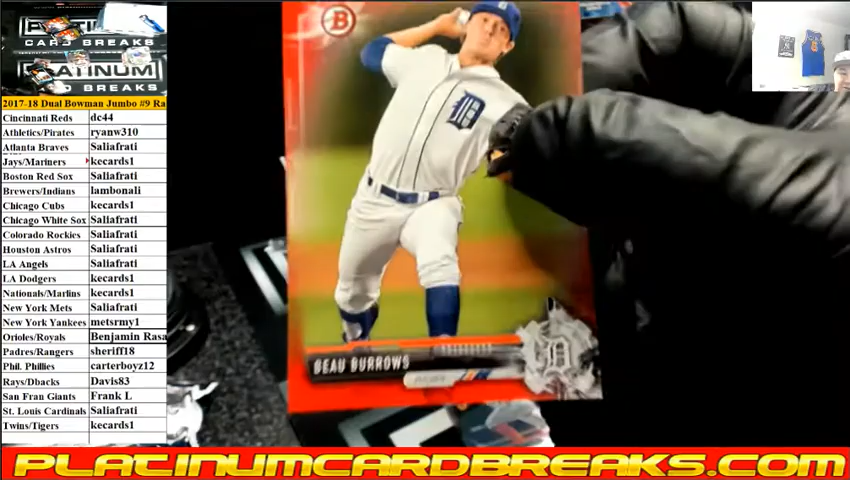 PLATINUM
CARD BREAKS
PLATINUM
CARD BREAKS
2017-18 Dual Bowman Jumbo #9 Ra
Cincinnati Reds dc44
Athletics/Pirates ryanw310
Atlanta Braves Saliafrati
Jays/Mariners kecards1
Boston Red Sox Saliafrati
Brewers/Indians lambonali
Chicago Cubs kecards1
Chicago White Sox Saliafrati
Colorado Rockies Saliafrati
Houston Astros Saliafrati
LA Angels Saliafrati
LA Dodgers kecards1
Nationals/Marlins kecards1
New York Mets Saliafrati
New York Yankees metsrmy1
Orioles/Royals Benjamin Rasa
Padres/Rangers sheriff18
Phil. Phillies carterboyz12
Rays/Dbacks Davis83
San Fran Giants Frank L
St. Louis Cardinals Saliafrati
Twins/Tigers kecards1
B
D
BEAU BURROWS
D
PLATINUMCARDBREAKS.COM